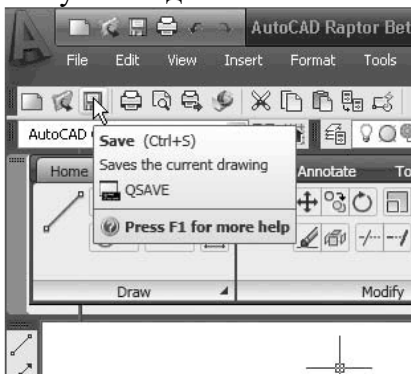 AutoCAD Raptor Bet
File Edit View Insert Format Tools
AutoCAD
Save (Ctrl+S)
Saves the current drawing
QSAVE
Press F1 for more help
Home Annotate To
Draw Modify